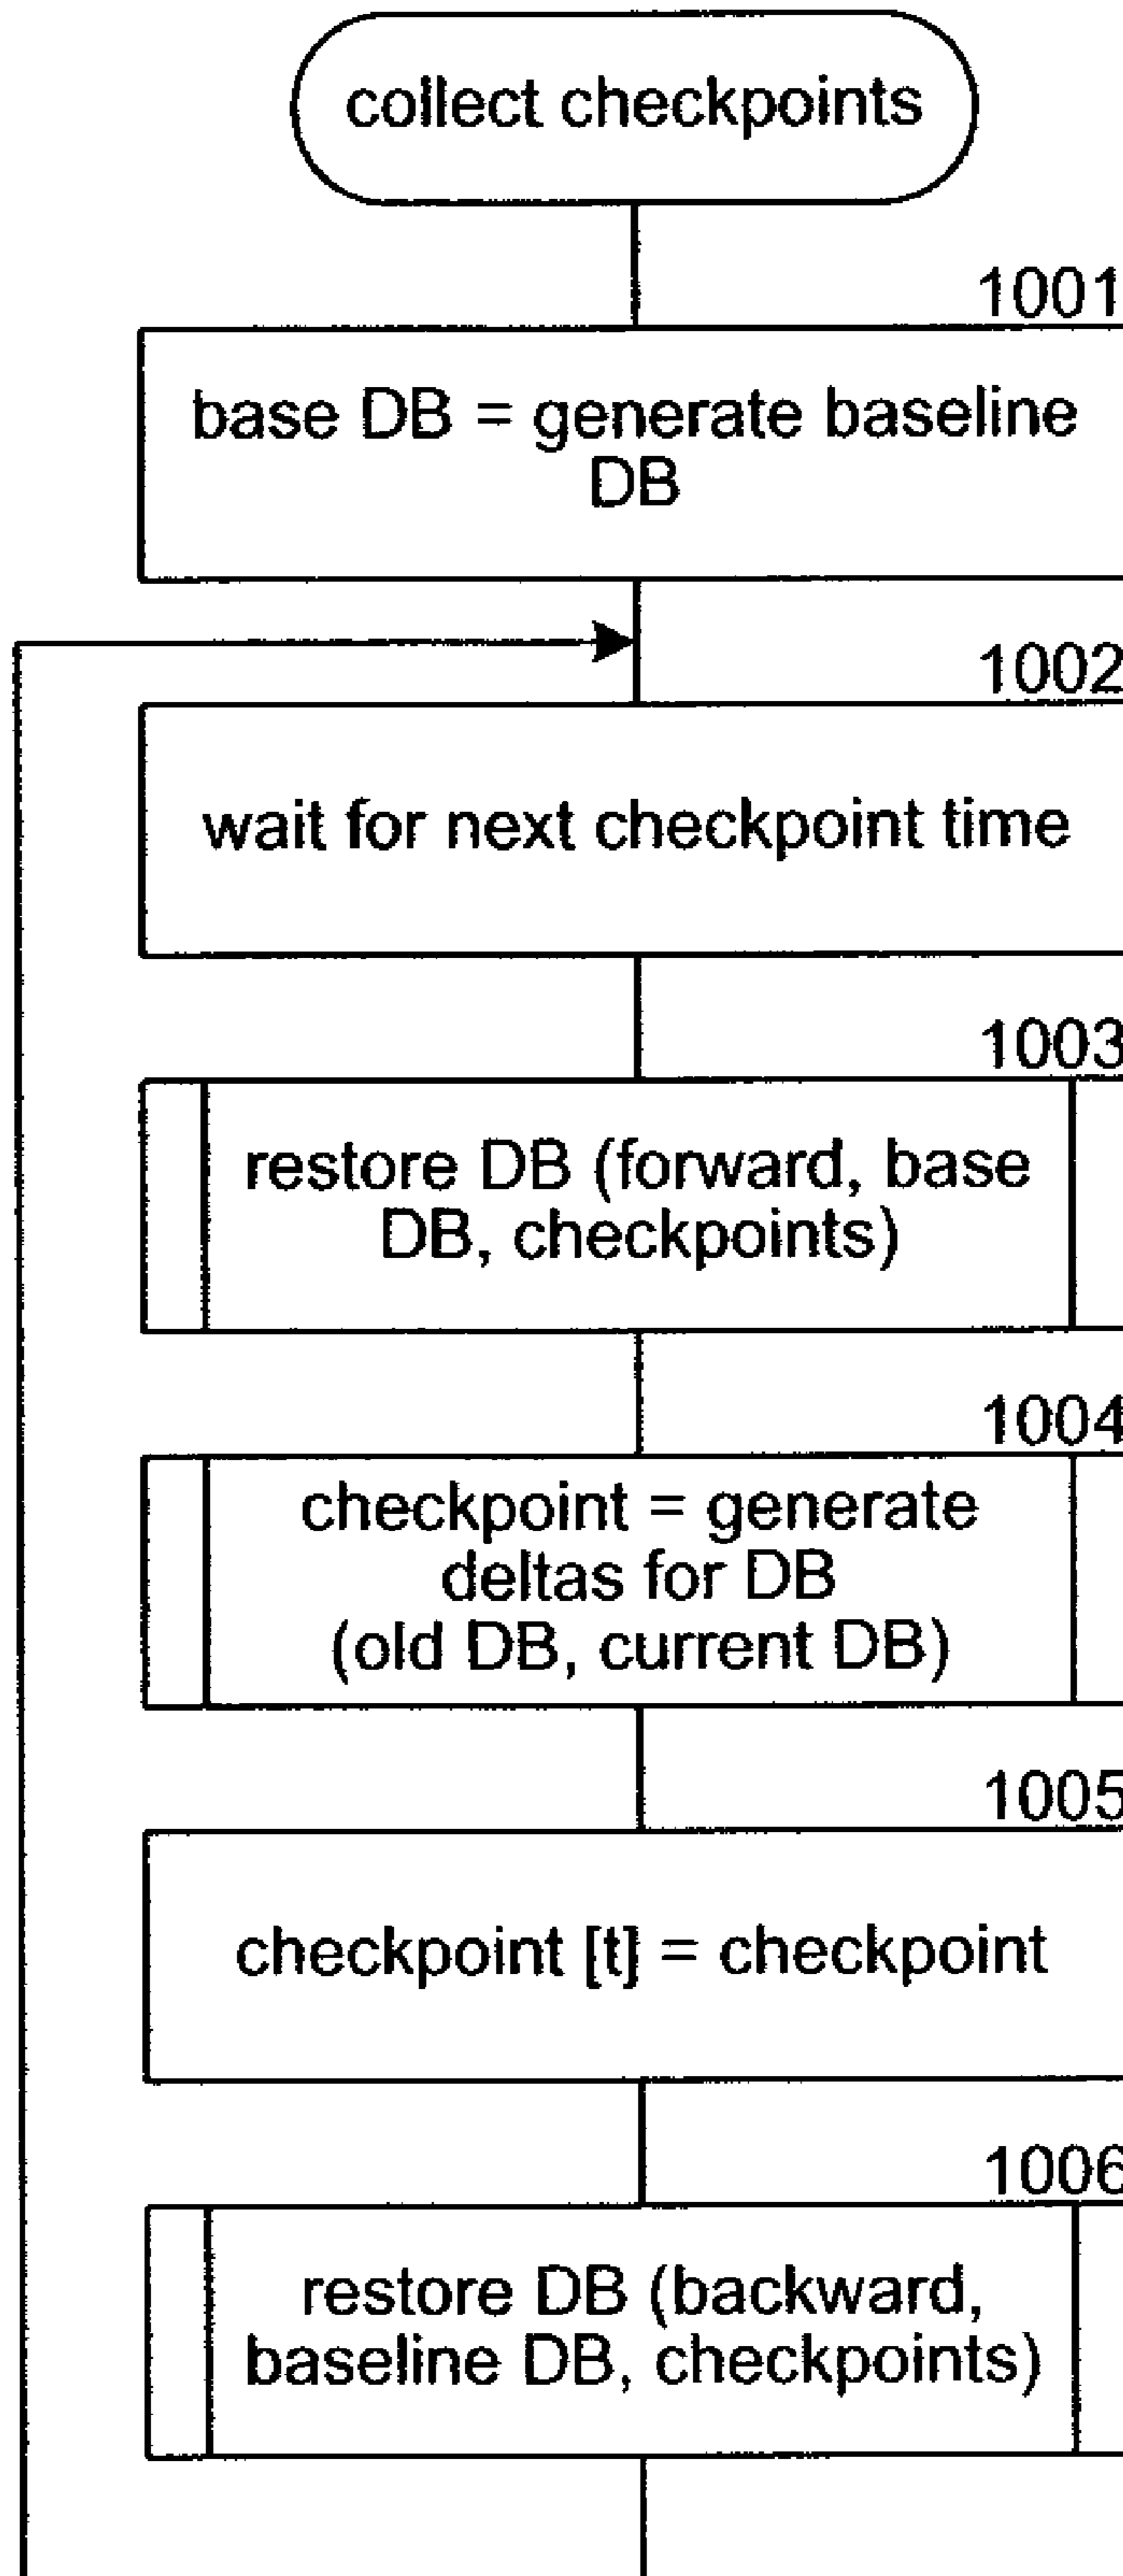 collect checkpoints
1001
base DB = generate baseline
DB
1002
wait for next checkpoint time
1003
restore DB (forward, base
DB, checkpoints)
1004
checkpoint = generate
deltas for DB
(old DB, current DB)
1005
checkpoint [t] = checkpoint
1006
restore DB (backward,
baseline DB, checkpoints)